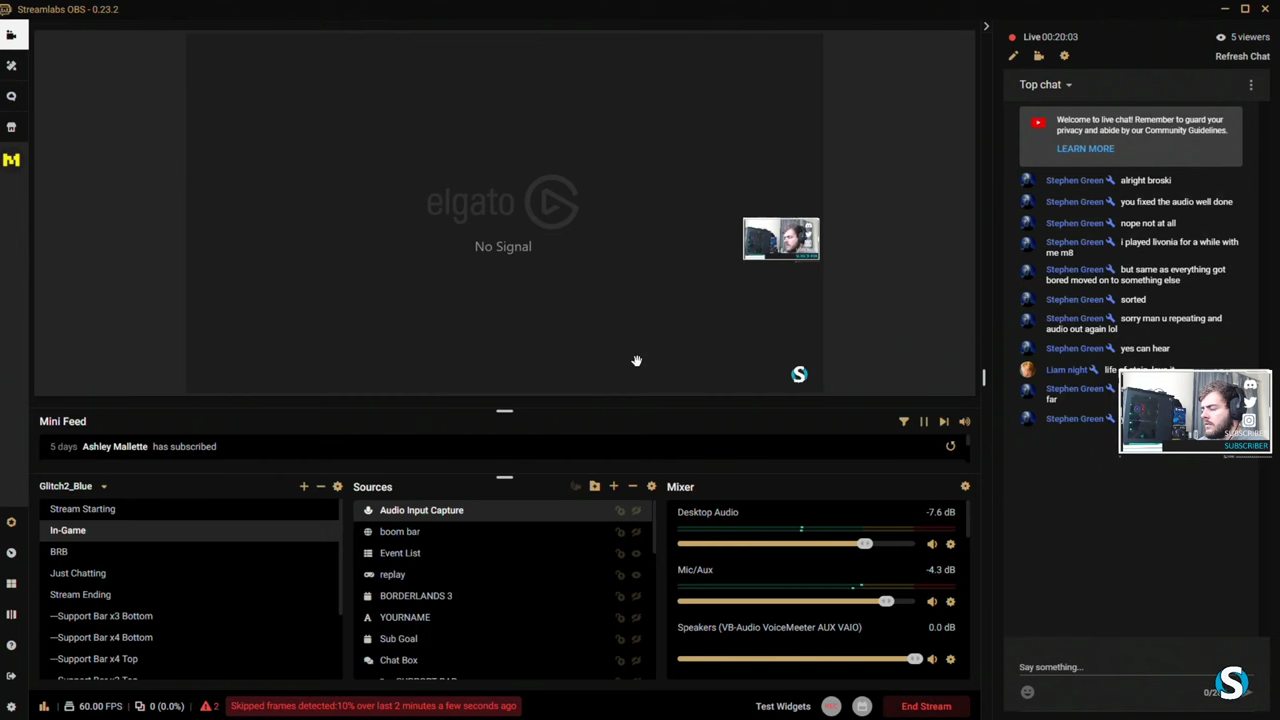 Streamlabs OBS - 0.23.2
Live 00:20:03
5 viewers
Refresh Chat
Top chat
Welcome to live chat! Remember to guard your
privacy and abide by our Community Guidelines.
LEARN MORE
Stephen Green alright broski
Stephen Green you fixed the audio well done
Stephen Green nope not at all
Stephen Green i played livonia for a while with
me m8
Stephen Green but same as everything got
bored moved on to something else
Stephen Green sorted
Stephen Green sorry man u repeating and
audio out again lol
Stephen Green yes can hear
Liam night
Stephen Green
far
Stephen Green
SUBSCRIBER
SUBSCRIBER
Say something...
elgato
No Signal
Mini Feed
5 days Ashley Mallette has subscribed
Glitch2_Blue
Stream Starting
In-Game
BRB
Just Chatting
Stream Ending
—Support Bar x3 Bottom
—Support Bar x4 Bottom
—Support Bar x4 Top
Sources
Audio Input Capture
boom bar
Event List
replay
BORDERLANDS 3
YOURNAME
Sub Goal
Chat Box
Mixer
Desktop Audio -7.6 dB
Mic/Aux -4.3 dB
Speakers (VB-Audio VoiceMeeter AUX VAIO) 0.0 dB
60.00 FPS
0 (0.0%)
2
Skipped frames detected:10% over last 2 minutes a few seconds ago
Test Widgets
REC
End Stream